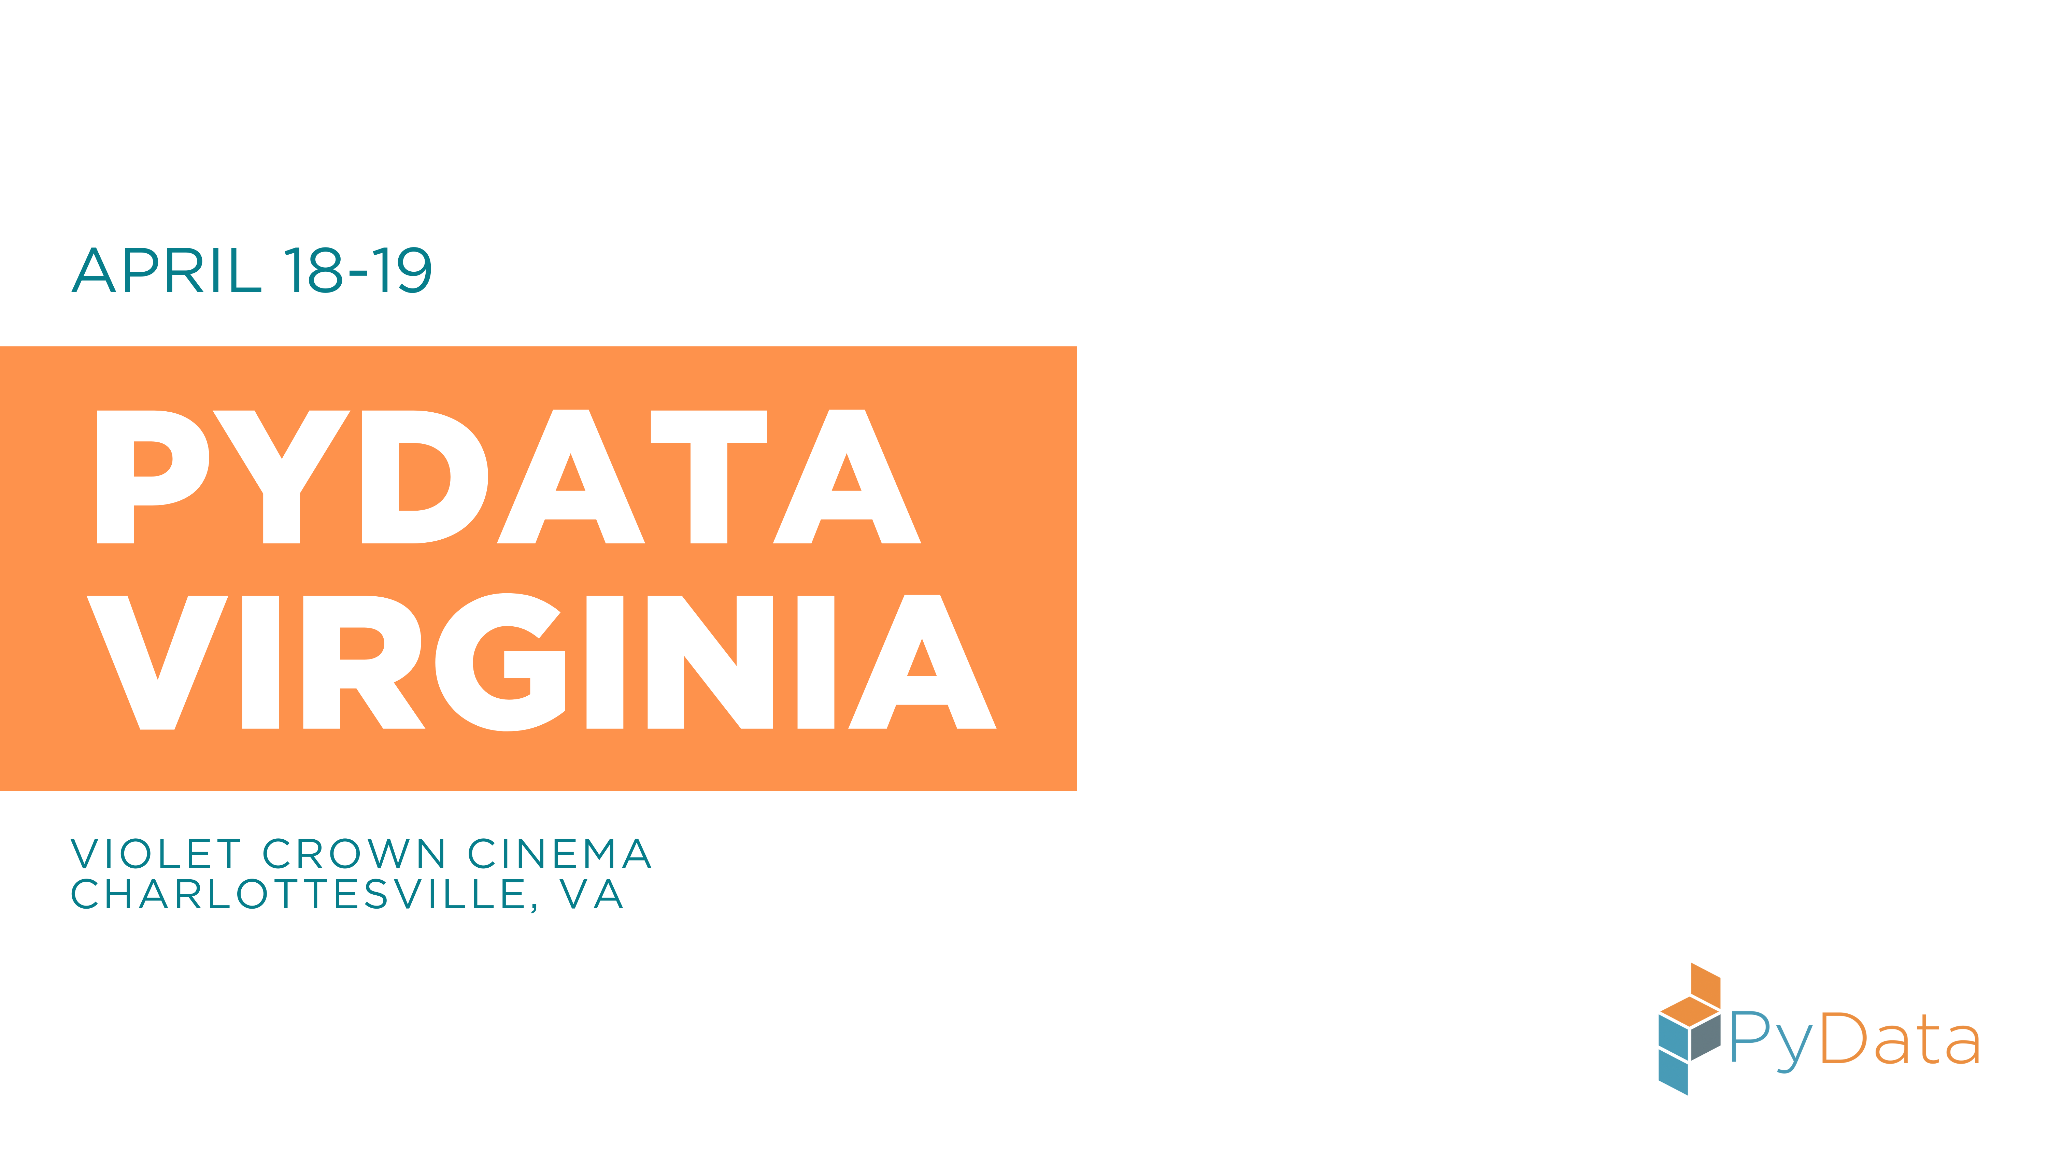 APRIL 18-19
PYDATA
VIRGINIA
VIOLET CROWN CINEMA
CHARLOTTESVILLE, VA
PyData